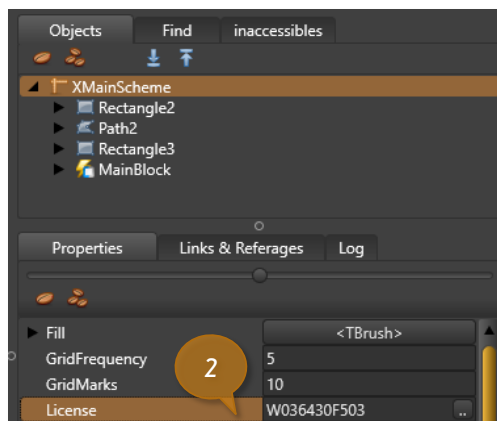 Objects Find inaccessibles
XMainScheme
Rectangle2
Path2
Rectangle3
MainBlock
Properties Links & Referages Log
Fill <TBrush>
GridFrequency 5
GridMarks 10
2
License W036430F503 ..